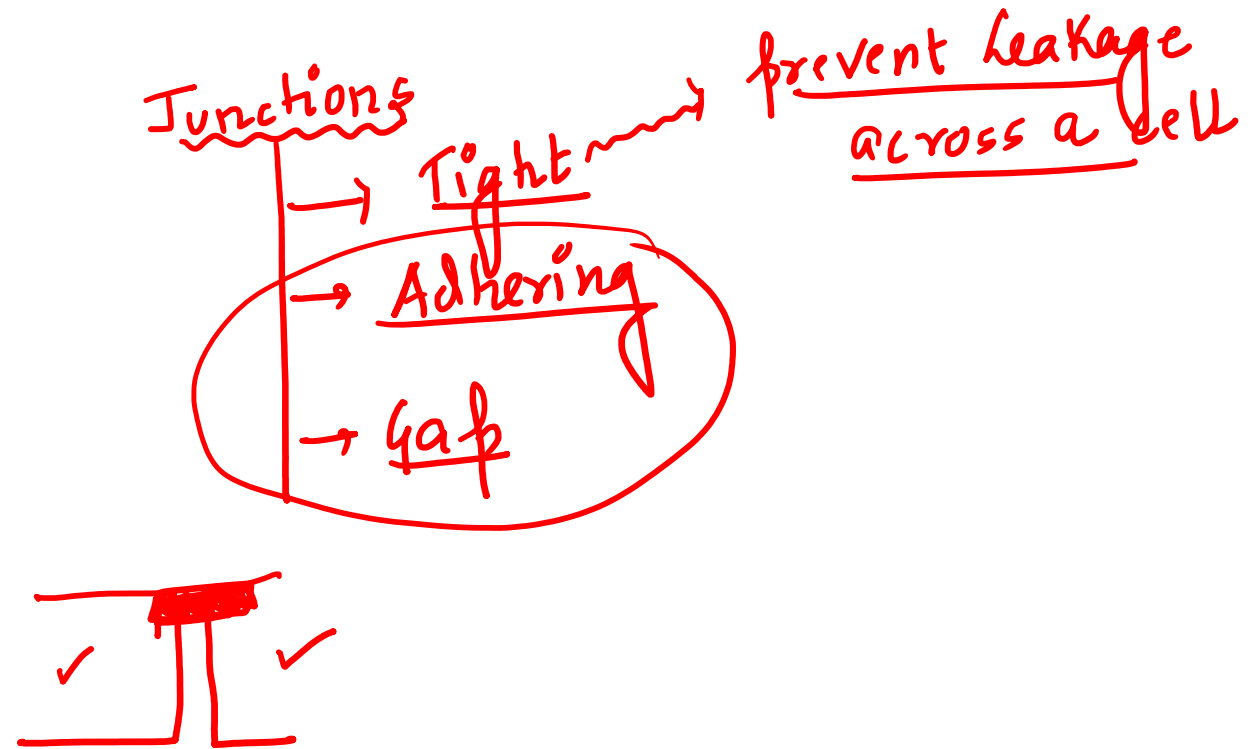 Junctions
Tight
prevent Leakage
across a cell
Adhering
Gap